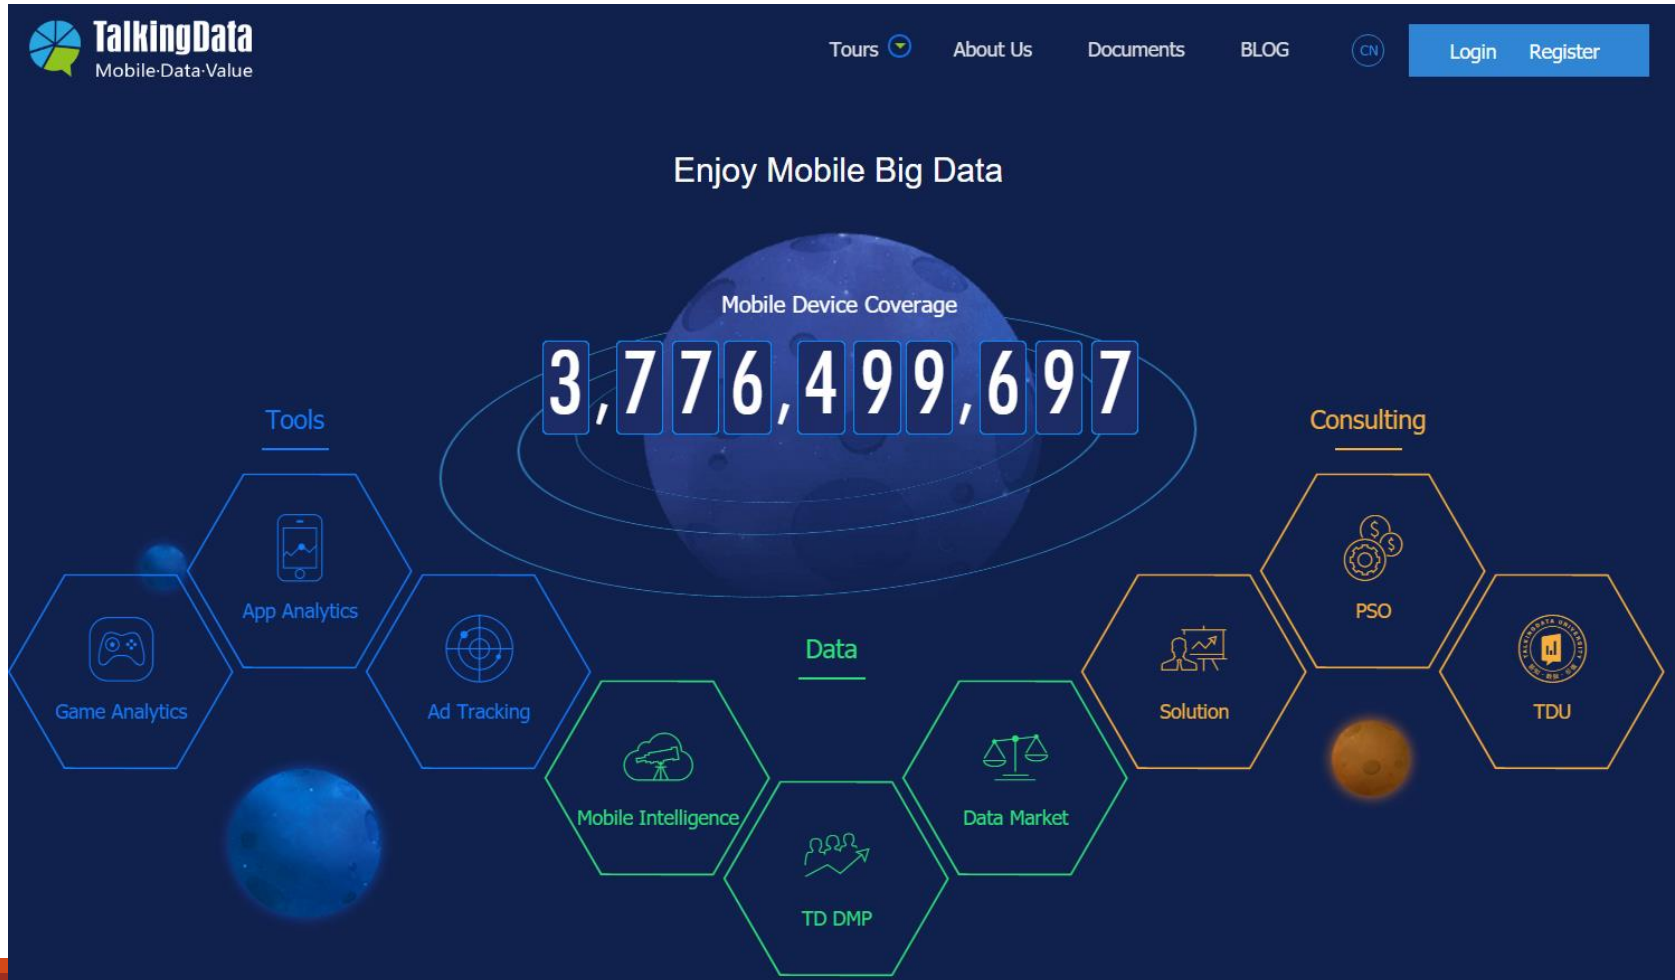 TalkingData
Mobile·Data·Value
Tours
About Us
Documents
BLOG
CN
Login
Register
Enjoy Mobile Big Data
Mobile Device Coverage
3,776,499,697
Tools
Game Analytics
App Analytics
Ad Tracking
Data
Mobile Intelligence
TD DMP
Data Market
Consulting
Solution
PSO
TALKINGDATA UNIVERSITY
TDU